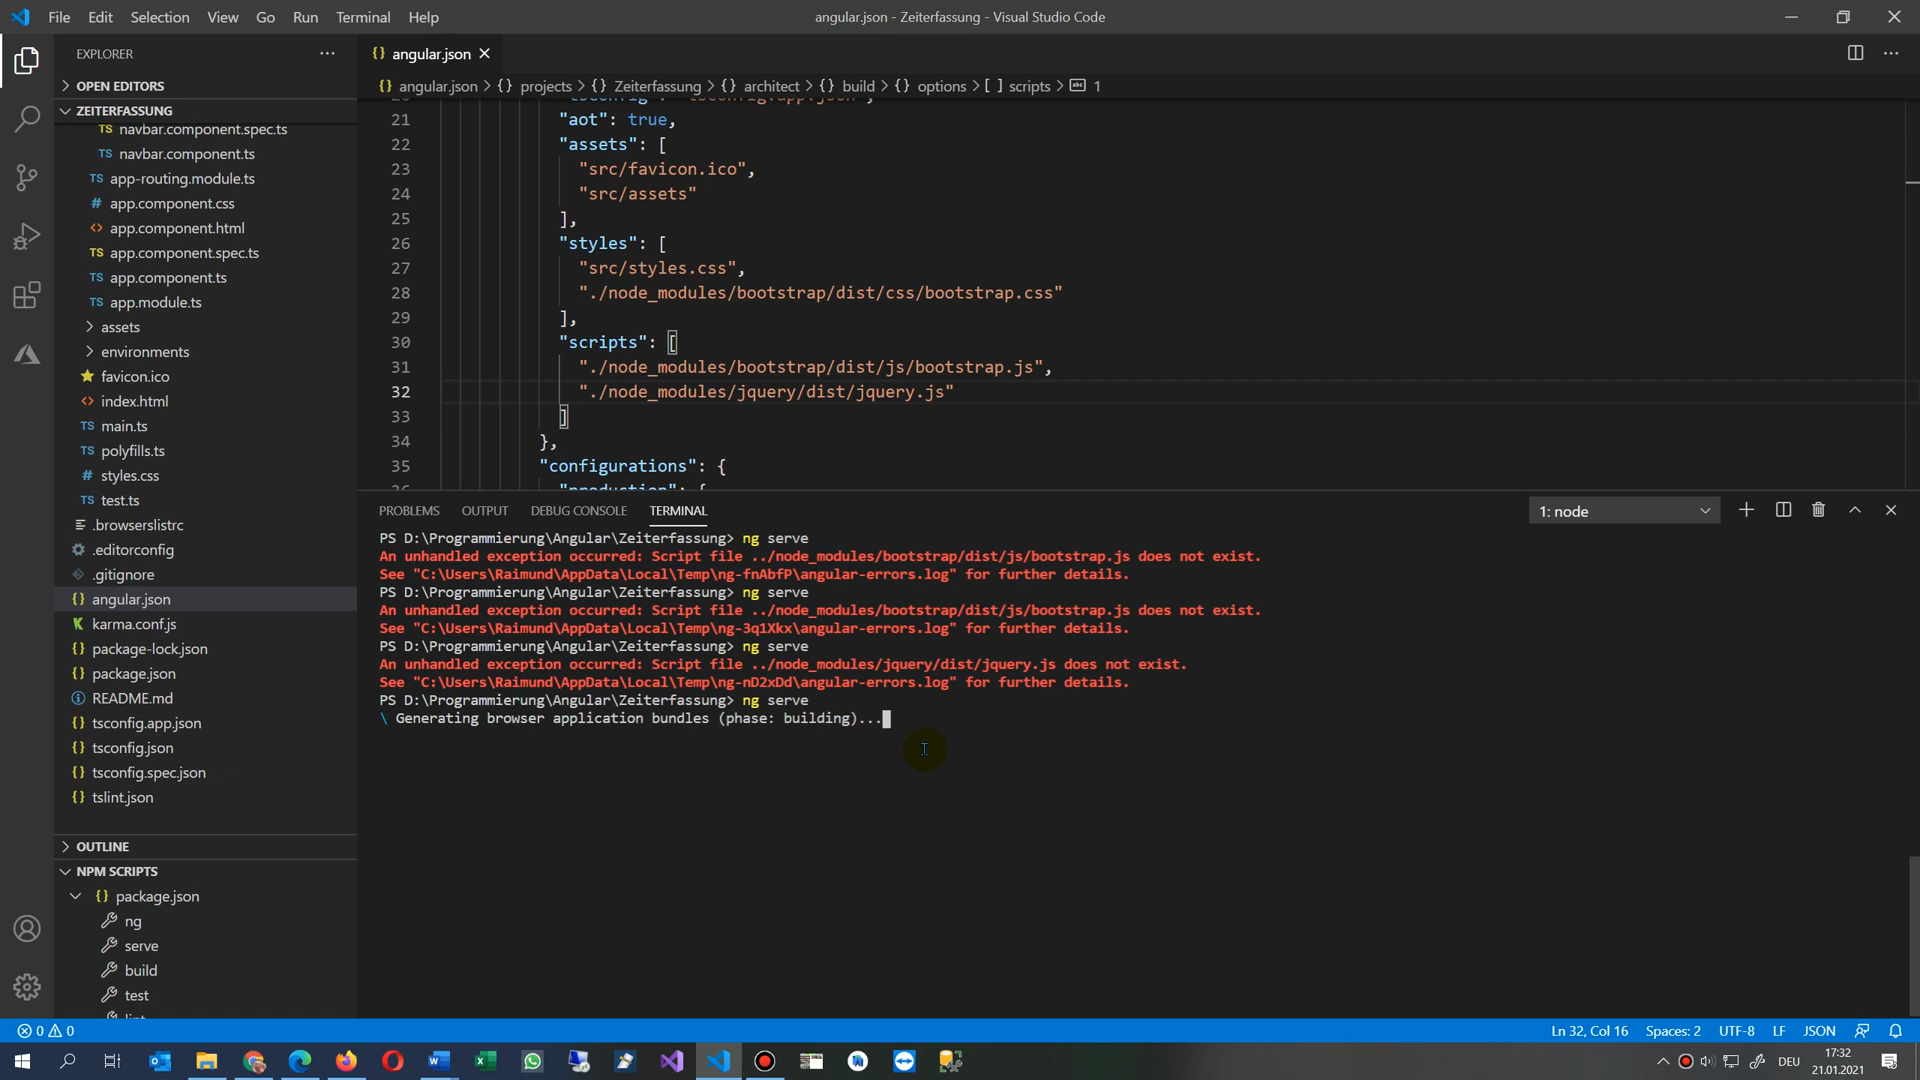 File Edit Selection View Go Run Terminal Help
angular.json - Zeiterfassung - Visual Studio Code
EXPLORER
OPEN EDITORS
ZEITERFASSUNG
navbar.component.spec.ts
TS navbar.component.ts
TS app-routing.module.ts
# app.component.css
<> app.component.html
TS app.component.spec.ts
TS app.component.ts
TS app.module.ts
assets
environments
favicon.ico
<> index.html
TS main.ts
TS polyfills.ts
# styles.css
TS test.ts
.browserslistrc
.editorconfig
.gitignore
{} angular.json
karma.conf.js
{} package-lock.json
{} package.json
README.md
{} tsconfig.app.json
{} tsconfig.json
{} tsconfig.spec.json
{} tslint.json
OUTLINE
NPM SCRIPTS
{} package.json
ng
serve
build
test
{} angular.json
{} angular.json > {} projects > {} Zeiterfassung > {} architect > {} build > {} options > [ ] scripts > abc 1
"tsconfig": "tsconfig.app.json",
21 "aot": true,
22 "assets": [
23 "src/favicon.ico",
24 "src/assets"
25 ],
26 "styles": [
27 "src/styles.css",
28 "./node_modules/bootstrap/dist/css/bootstrap.css"
29 ],
30 "scripts": [
31 "./node_modules/bootstrap/dist/js/bootstrap.js",
32 "./node_modules/jquery/dist/jquery.js"
33 ]
34 },
35 "configurations": {
36 "production": {
PROBLEMS OUTPUT DEBUG CONSOLE TERMINAL
1: node
PS D:\Programmierung\Angular\Zeiterfassung> ng serve
An unhandled exception occurred: Script file ../node_modules/bootstrap/dist/js/bootstrap.js does not exist.
See "C:\Users\Raimund\AppData\Local\Temp\ng-fnAbfP\angular-errors.log" for further details.
PS D:\Programmierung\Angular\Zeiterfassung> ng serve
An unhandled exception occurred: Script file ../node_modules/bootstrap/dist/js/bootstrap.js does not exist.
See "C:\Users\Raimund\AppData\Local\Temp\ng-3q1Xkx\angular-errors.log" for further details.
PS D:\Programmierung\Angular\Zeiterfassung> ng serve
An unhandled exception occurred: Script file ../node_modules/jquery/dist/jquery.js does not exist.
See "C:\Users\Raimund\AppData\Local\Temp\ng-nD2xDd\angular-errors.log" for further details.
PS D:\Programmierung\Angular\Zeiterfassung> ng serve
\ Generating browser application bundles (phase: building)...
0 0
Ln 32, Col 16 Spaces: 2 UTF-8 LF JSON
DEU
17:32
21.01.2021